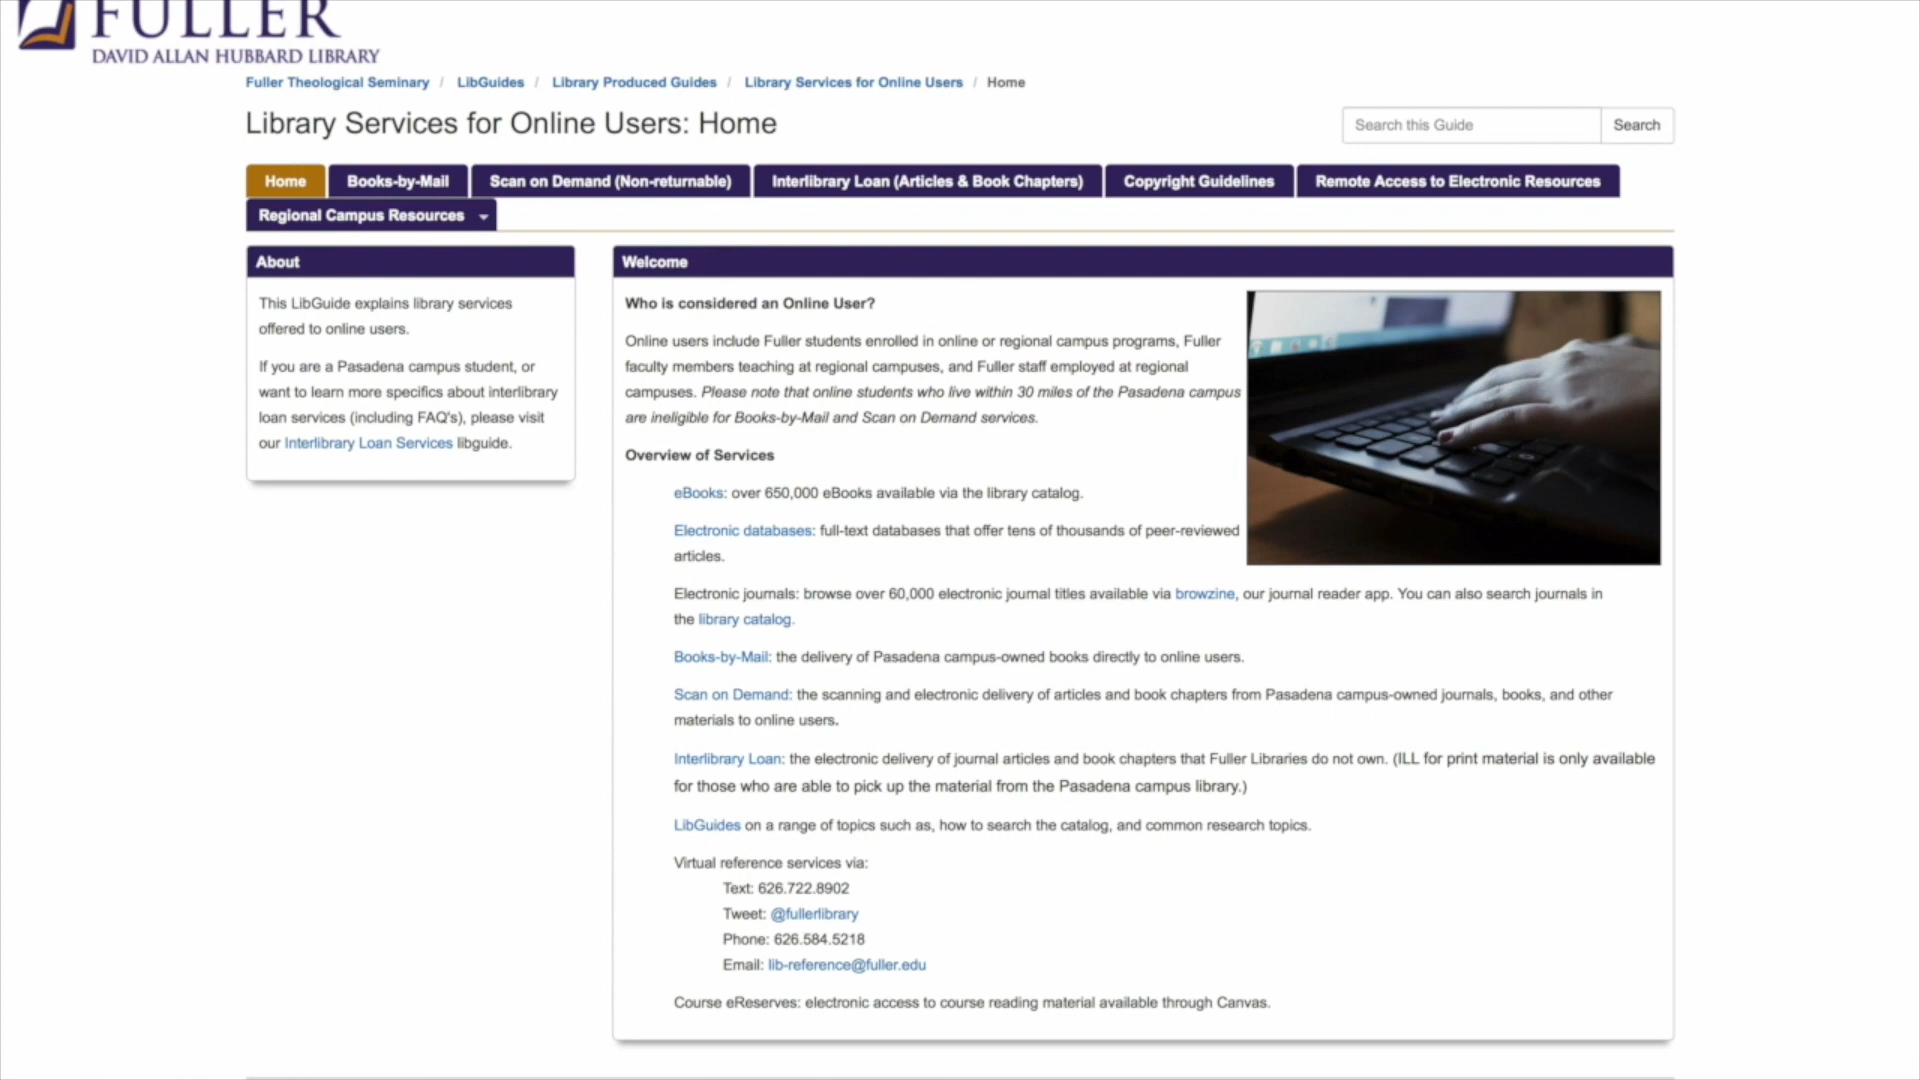 FULLER
DAVID ALLAN HUBBARD LIBRARY
Fuller Theological Seminary / LibGuides / Library Produced Guides / Library Services for Online Users / Home
Library Services for Online Users: Home
Search this Guide
Search
Home
Books-by-Mail
Scan on Demand (Non-returnable)
Interlibrary Loan (Articles & Book Chapters)
Copyright Guidelines
Remote Access to Electronic Resources
Regional Campus Resources
About
This LibGuide explains library services
offered to online users.
If you are a Pasadena campus student, or
want to learn more specifics about interlibrary
loan services (including FAQ's), please visit
our Interlibrary Loan Services libguide.
Welcome
Who is considered an Online User?
Online users include Fuller students enrolled in online or regional campus programs, Fuller
faculty members teaching at regional campuses, and Fuller staff employed at regional
campuses. Please note that online students who live within 30 miles of the Pasadena campus
are ineligible for Books-by-Mail and Scan on Demand services.
Overview of Services
eBooks: over 650,000 eBooks available via the library catalog.
Electronic databases: full-text databases that offer tens of thousands of peer-reviewed
articles.
Electronic journals: browse over 60,000 electronic journal titles available via browzine, our journal reader app. You can also search journals in
the library catalog.
Books-by-Mail: the delivery of Pasadena campus-owned books directly to online users.
Scan on Demand: the scanning and electronic delivery of articles and book chapters from Pasadena campus-owned journals, books, and other
materials to online users.
Interlibrary Loan: the electronic delivery of journal articles and book chapters that Fuller Libraries do not own. (ILL for print material is only available
for those who are able to pick up the material from the Pasadena campus library.)
LibGuides on a range of topics such as, how to search the catalog, and common research topics.
Virtual reference services via:
Text: 626.722.8902
Tweet: @fullerlibrary
Phone: 626.584.5218
Email: lib-reference@fuller.edu
Course eReserves: electronic access to course reading material available through Canvas.